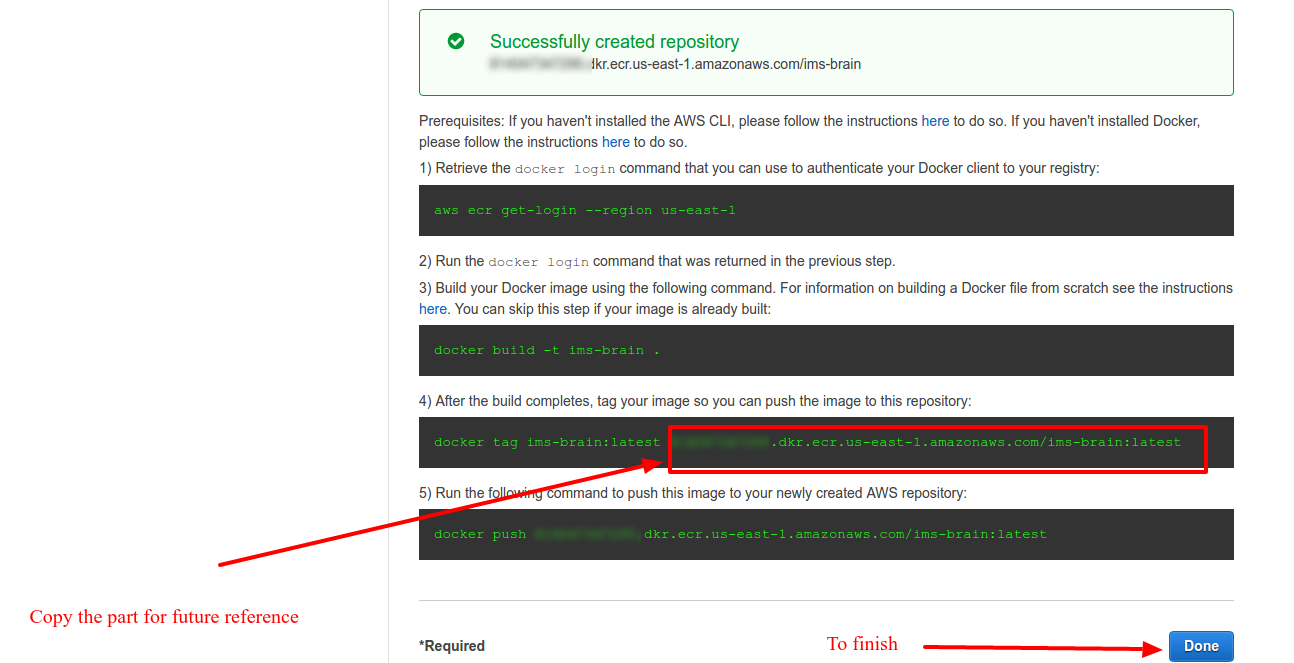 Successfully created repository
dkr.ecr.us-east-1.amazonaws.com/ims-brain
Prerequisites: If you haven't installed the AWS CLI, please follow the instructions here to do so. If you haven't installed Docker,
please follow the instructions here to do so.
1) Retrieve the docker login command that you can use to authenticate your Docker client to your registry:
aws ecr get-login --region us-east-1
2) Run the docker login command that was returned in the previous step.
3) Build your Docker image using the following command. For information on building a Docker file from scratch see the instructions
here. You can skip this step if your image is already built:
docker build -t ims-brain .
4) After the build completes, tag your image so you can push the image to this repository:
docker tag ims-brain:latest .dkr.ecr.us-east-1.amazonaws.com/ims-brain:latest
5) Run the following command to push this image to your newly created AWS repository:
docker push dkr.ecr.us-east-1.amazonaws.com/ims-brain:latest
Copy the part for future reference
*Required
To finish
Done